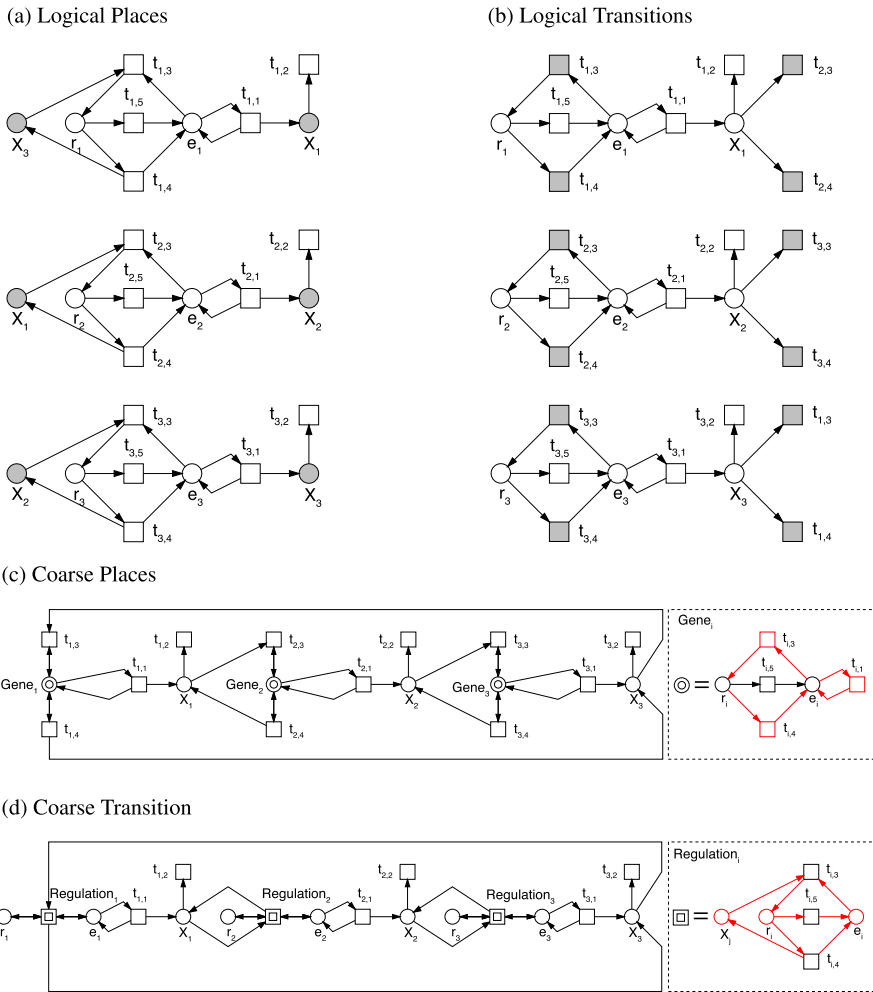 (a) Logical Places (b) Logical Transitions
t1,3 t1,2 t1,3 t1,2 t2,3
t1,5 t1,1 t1,5 t1,1
X3 r1 e1 X1 r1 e1 X1
t1,4 t1,4 t2,4
t2,3 t2,2 t2,3 t2,2 t3,3
t2,5 t2,1 t2,5 t2,1
X1 r2 e2 X2 r2 e2 X2
t2,4 t2,4 t3,4
t3,3 t3,2 t3,3 t3,2 t1,3
t3,5 t3,1 t3,5 t3,1
X2 r3 e3 X3 r3 e3 X3
t3,4 t3,4 t1,4
(c) Coarse Places
Genei
t1,3 t1,2 t2,3 t2,2 t3,3 t3,2 ti,3
t1,1 t2,1 t3,1 ti,5 ti,1
Gene1 X1 Gene2 X2 Gene3 X3 = ri ei
t1,4 t2,4 t3,4 ti,4
(d) Coarse Transition
Regulationi
t1,2 t2,2 t3,2 ti,3
Regulation1 t1,1 Regulation2 t2,1 Regulation3 t3,1 ti,5
r1 e1 X1 r2 e2 X2 r3 e3 X3 = Xj ri ei
ti,4